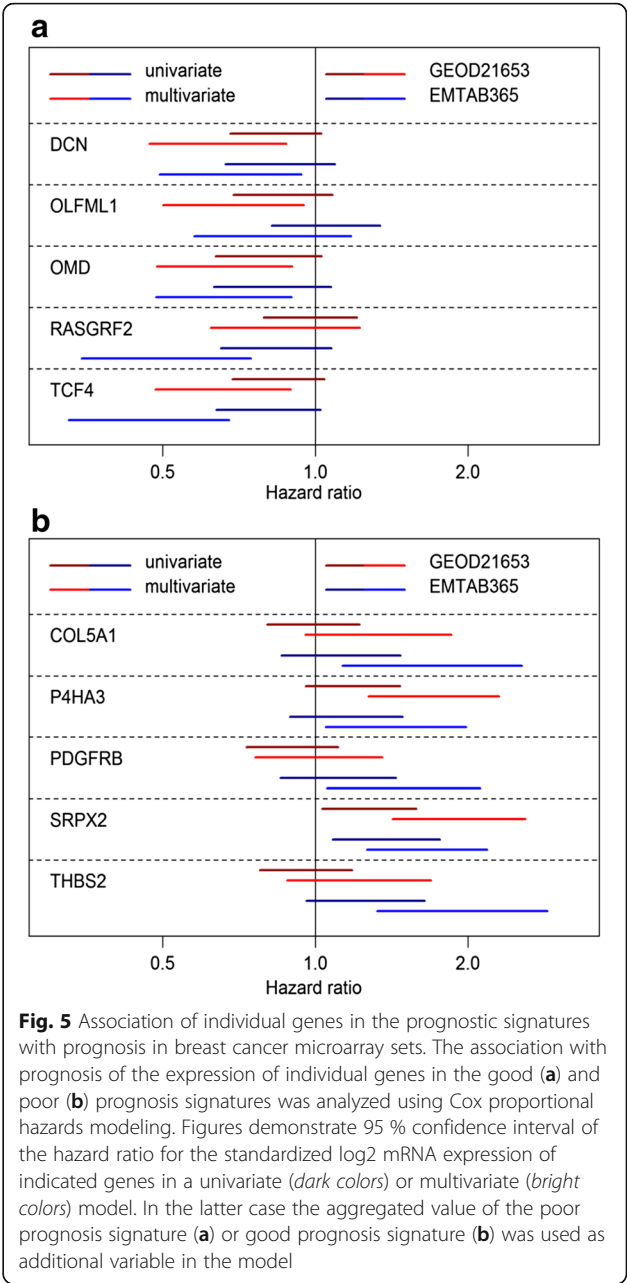 a
univariate
GEOD21653
multivariate
EMTAB365
DCN
OLFML1
OMD
RASGRF2
TCF4
0.5 1.0 2.0
Hazard ratio
b
univariate
GEOD21653
multivariate
EMTAB365
COL5A1
P4HA3
PDGFRB
SRPX2
THBS2
0.5 1.0 2.0
Hazard ratio
Fig. 5 Association of individual genes in the prognostic signatures
with prognosis in breast cancer microarray sets. The association with
prognosis of the expression of individual genes in the good (a) and
poor (b) prognosis signatures was analyzed using Cox proportional
hazards modeling. Figures demonstrate 95 % confidence interval of
the hazard ratio for the standardized log2 mRNA expression of
indicated genes in a univariate (dark colors) or multivariate (bright
colors) model. In the latter case the aggregated value of the poor
prognosis signature (a) or good prognosis signature (b) was used as
additional variable in the model